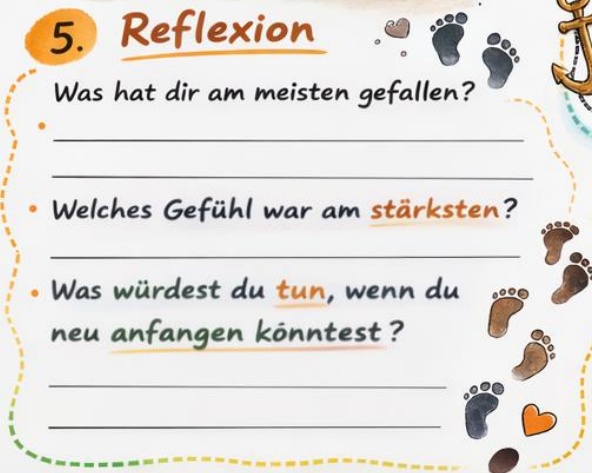 5. Reflexion
Was hat dir am meisten gefallen?
Welches Gefühl war am stärksten?
Was würdest du tun, wenn du
neu anfangen könntest?